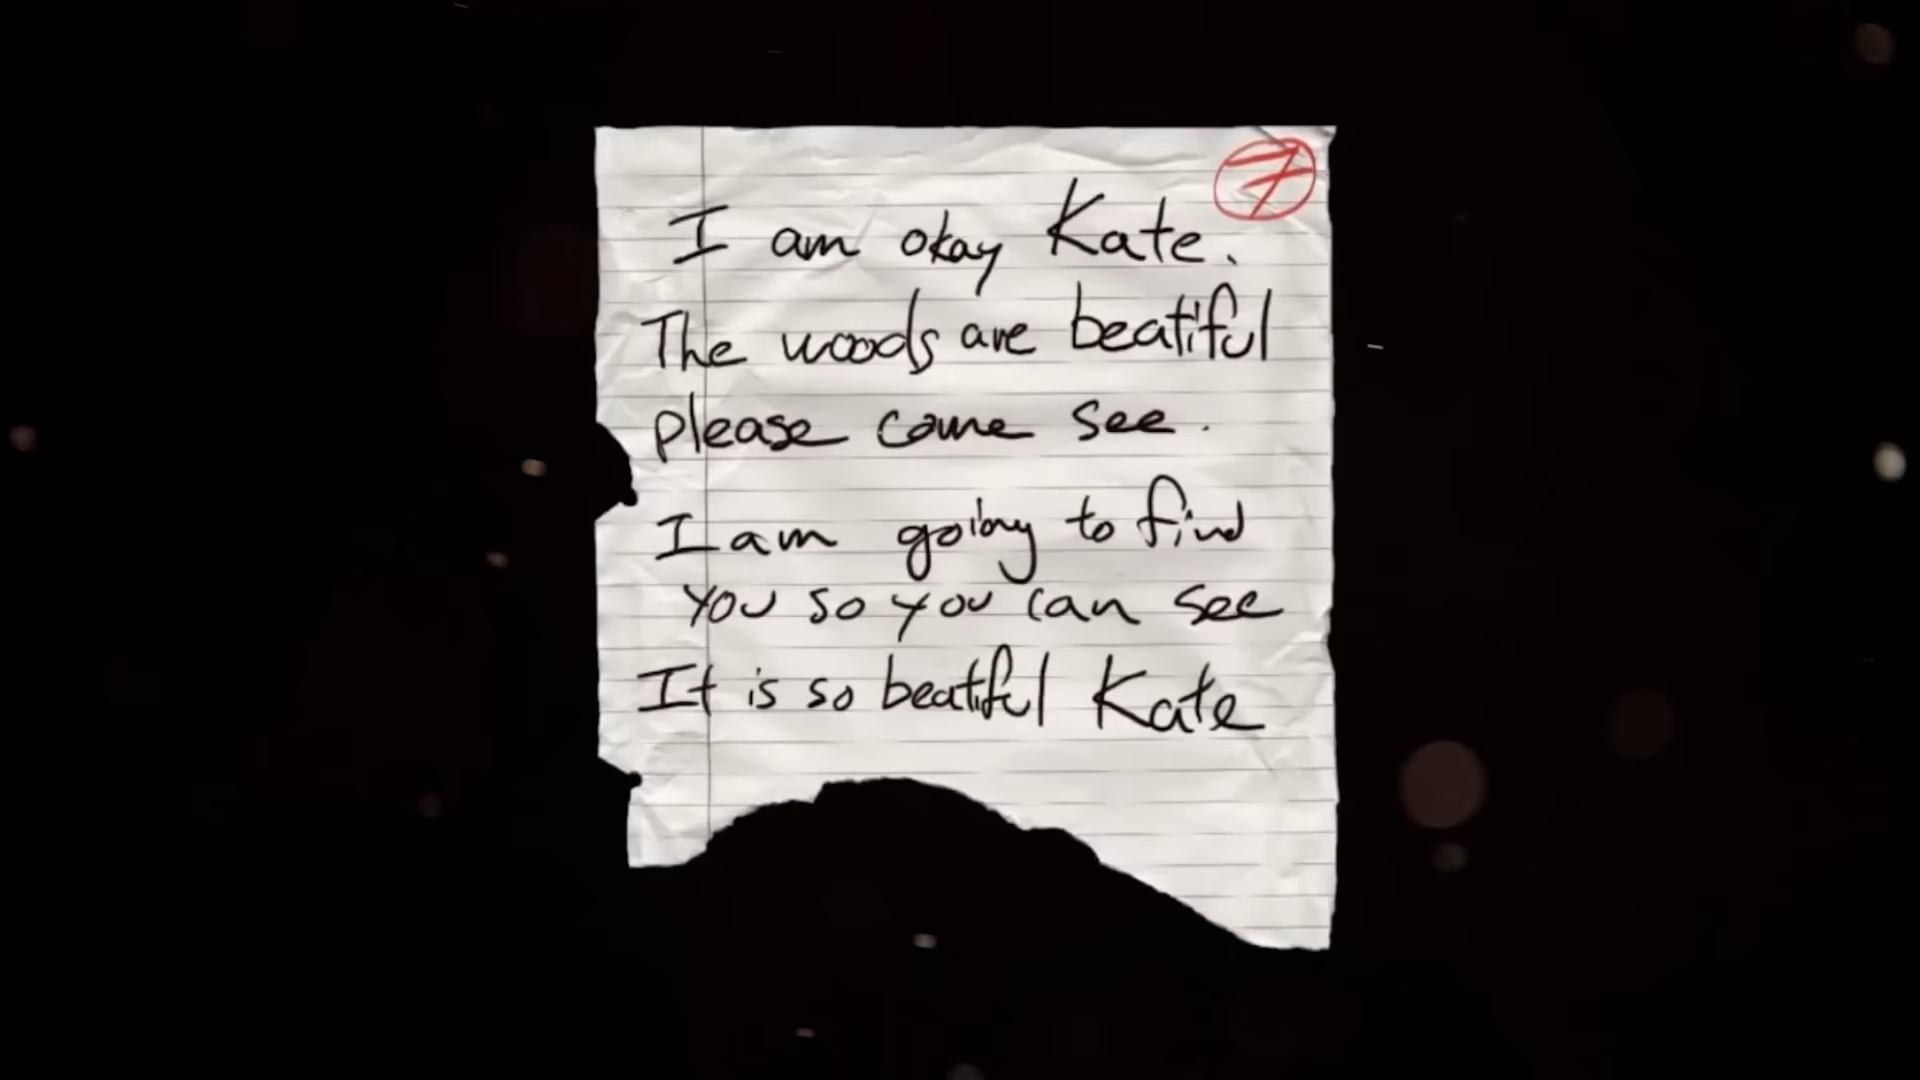 7
I am okay Kate.
The woods are beatiful
please come see.
I am going to find
you so you can see
It is so beatiful Kate